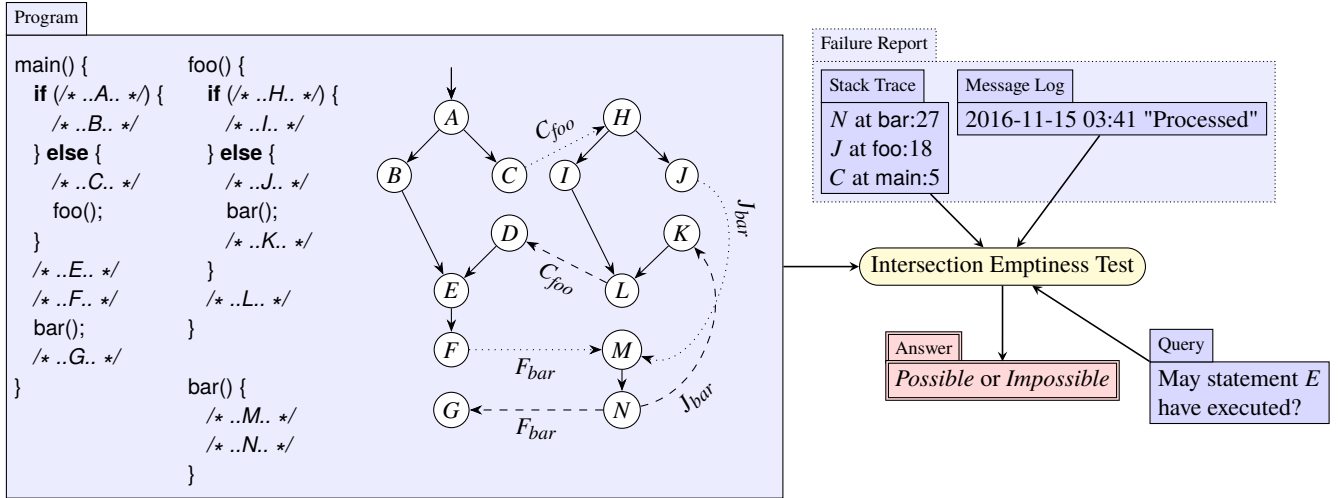 Program
main() {
if (/* ..A.. */) {
/* ..B.. */
} else {
/* ..C.. */
foo();
}
/* ..E.. */
/* ..F.. */
bar();
/* ..G.. */
}
foo() {
if (/* ..H.. */) {
/* ..I.. */
} else {
/* ..J.. */
bar();
/* ..K.. */
}
/* ..L.. */
}
bar() {
/* ..M.. */
/* ..N.. */
}
A
C_foo
H
B
C
I
J
J_bar
D
K
C_foo
E
L
F
F_bar
M
J_bar
G
F_bar
N
Failure Report
Stack Trace
N at bar:27
J at foo:18
C at main:5
Message Log
2016-11-15 03:41 "Processed"
Intersection Emptiness Test
Answer
Possible or Impossible
Query
May statement E
have executed?